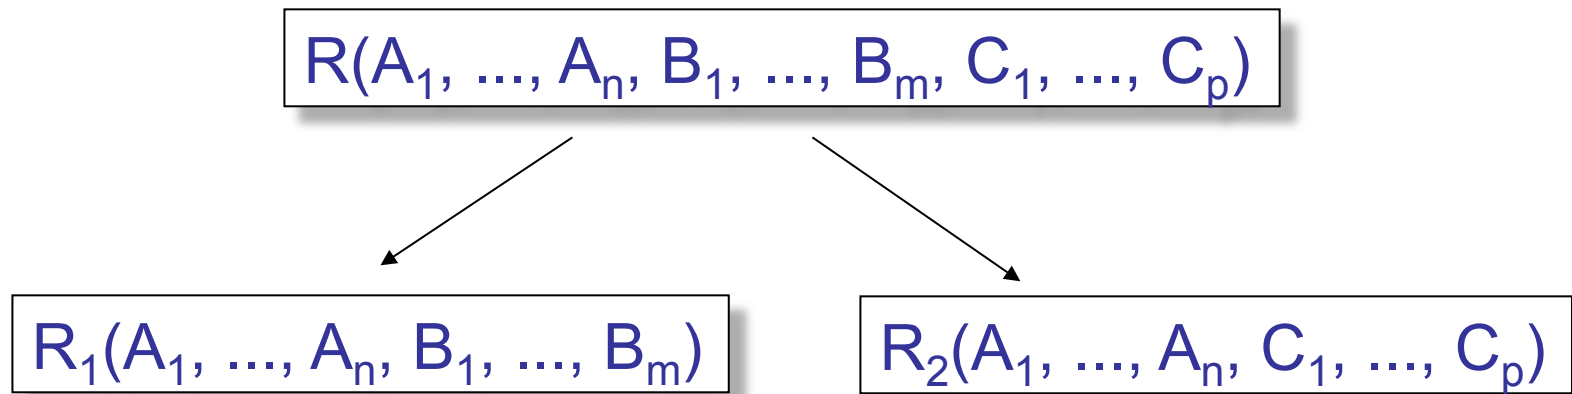 R(A₁, ..., Aₙ, B₁, ..., Bₘ, C₁, ..., Cₚ)
R₁(A₁, ..., Aₙ, B₁, ..., Bₘ)
R₂(A₁, ..., Aₙ, C₁, ..., Cₚ)